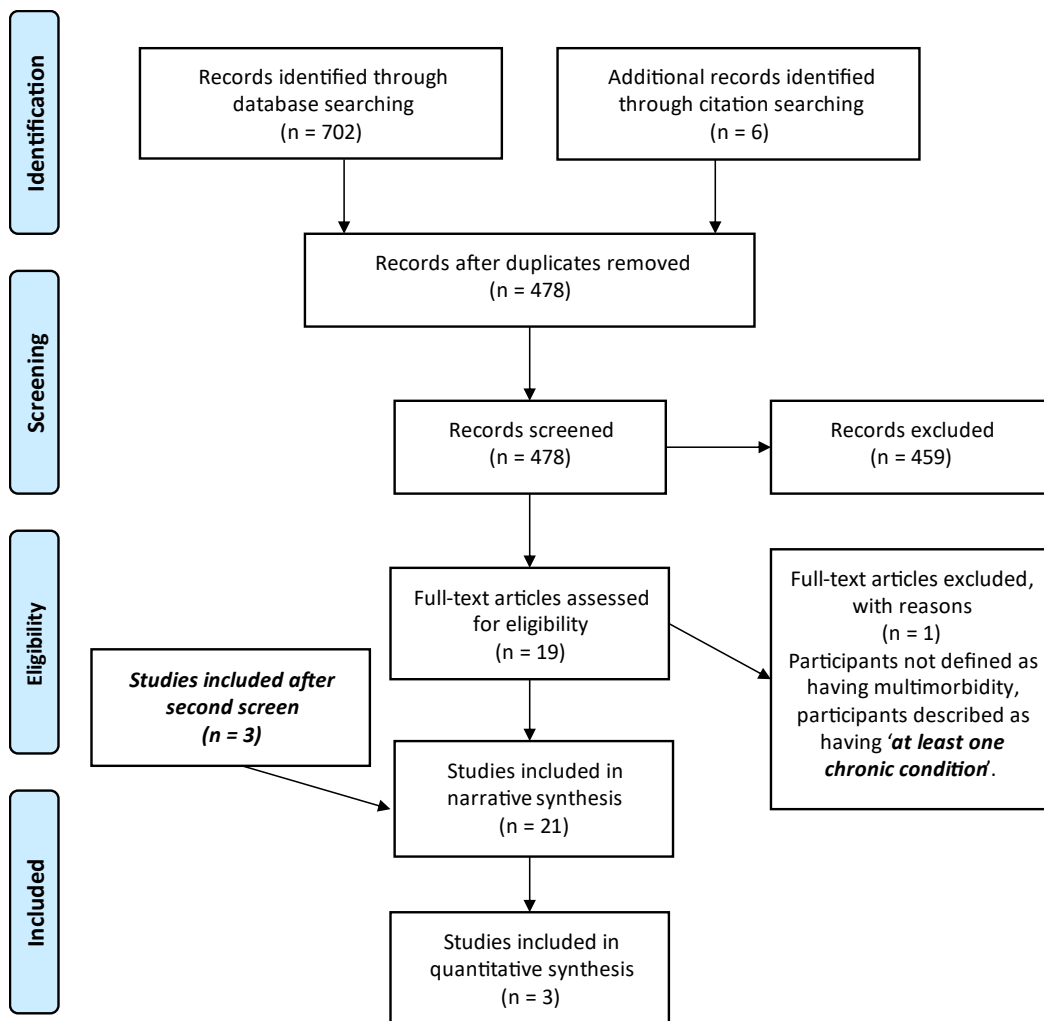 Identification
Records identified through
database searching
(n = 702)
Additional records identified
through citation searching
(n = 6)
Records after duplicates removed
(n = 478)
Screening
Records screened
(n = 478)
Records excluded
(n = 459)
Eligibility
Full-text articles assessed
for eligibility
(n = 19)
Full-text articles excluded,
with reasons
(n = 1)
Participants not defined as
having multimorbidity,
participants described as
having ‘at least one
chronic condition’.
Studies included after
second screen
(n = 3)
Studies included in
narrative synthesis
(n = 21)
Included
Studies included in
quantitative synthesis
(n = 3)